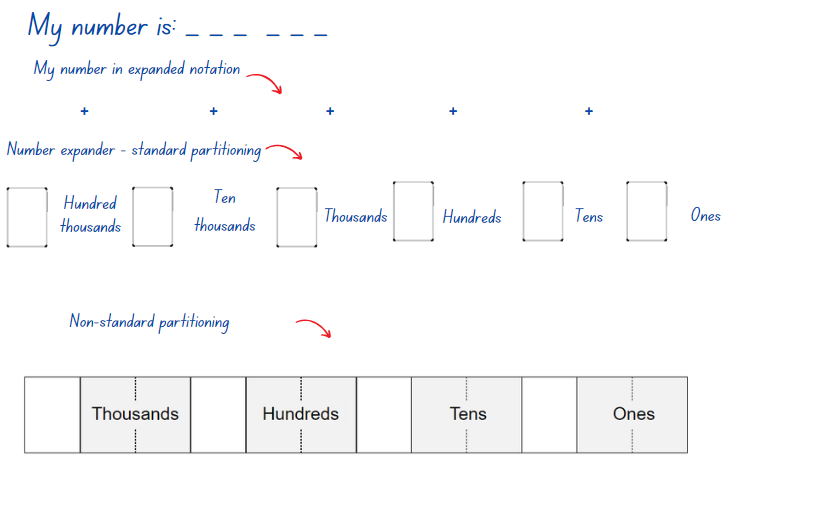 My number is: _ _ _  _ _ _
My number in expanded notation
+ + + + +
Number expander - standard partitioning
Hundred thousands Ten thousands Thousands Hundreds Tens Ones
Non-standard partitioning
Thousands Hundreds Tens Ones